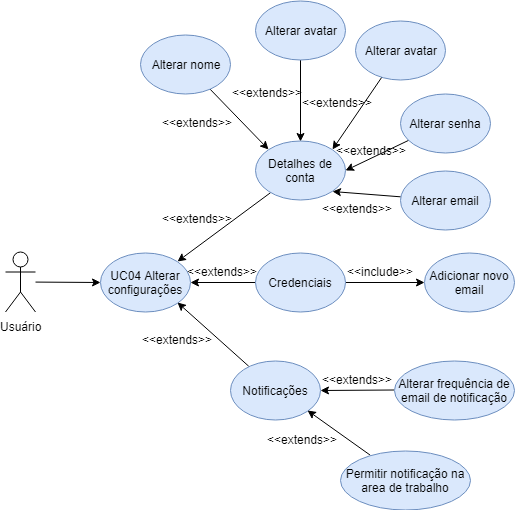 Alterar avatar
Alterar avatar
Alterar nome
<<extends>>
<<extends>>
<<extends>>
Alterar senha
<<extends>>
Detalhes de
conta
Alterar email
<<extends>>
<<extends>>
UC04 Alterar
configurações
<<extends>>
Credenciais
<<include>>
Adicionar novo
email
Usuário
<<extends>>
Notificações
<<extends>>
Alterar frequência de
email de notificação
<<extends>>
Permitir notificação na
area de trabalho